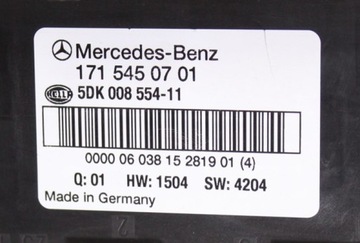 Mercedes-Benz
171 545 07 01
HELLA 5DK 008 554-11
0000 06 038 15 2819 01 (4)
Q: 01 HW: 1504 SW: 4204
Made in Germany